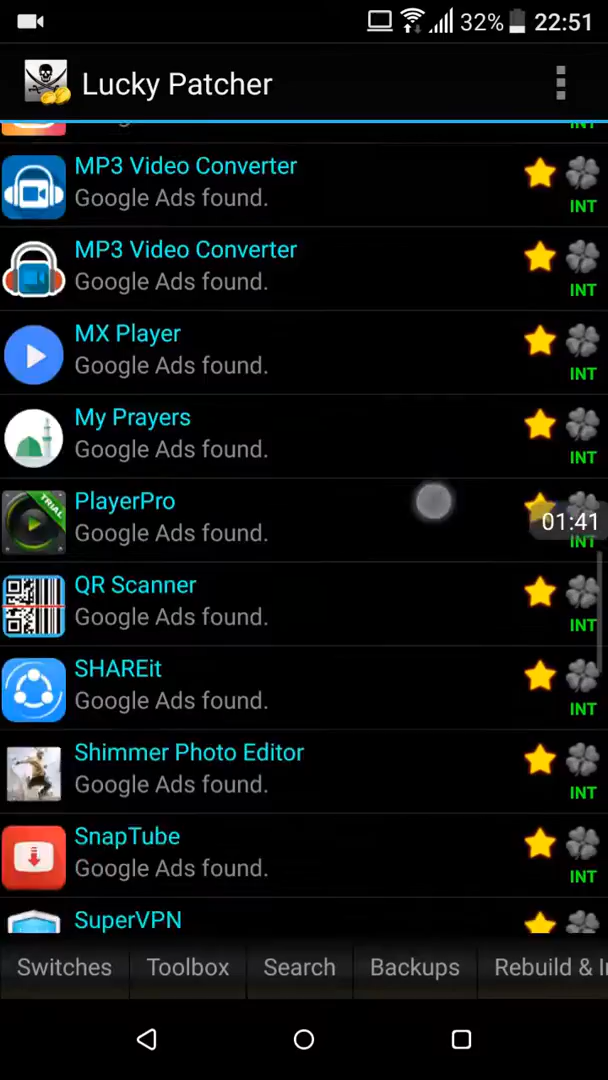 32% 22:51
Lucky Patcher
INT
MP3 Video Converter
Google Ads found.
INT
MP3 Video Converter
Google Ads found.
INT
MX Player
Google Ads found.
INT
My Prayers
Google Ads found.
INT
PlayerPro
TRIAL
Google Ads found.
01:41
INT
QR Scanner
Google Ads found.
INT
SHAREit
Google Ads found.
INT
Shimmer Photo Editor
Google Ads found.
INT
SnapTube
Google Ads found.
INT
SuperVPN
Switches Toolbox Search Backups Rebuild & I